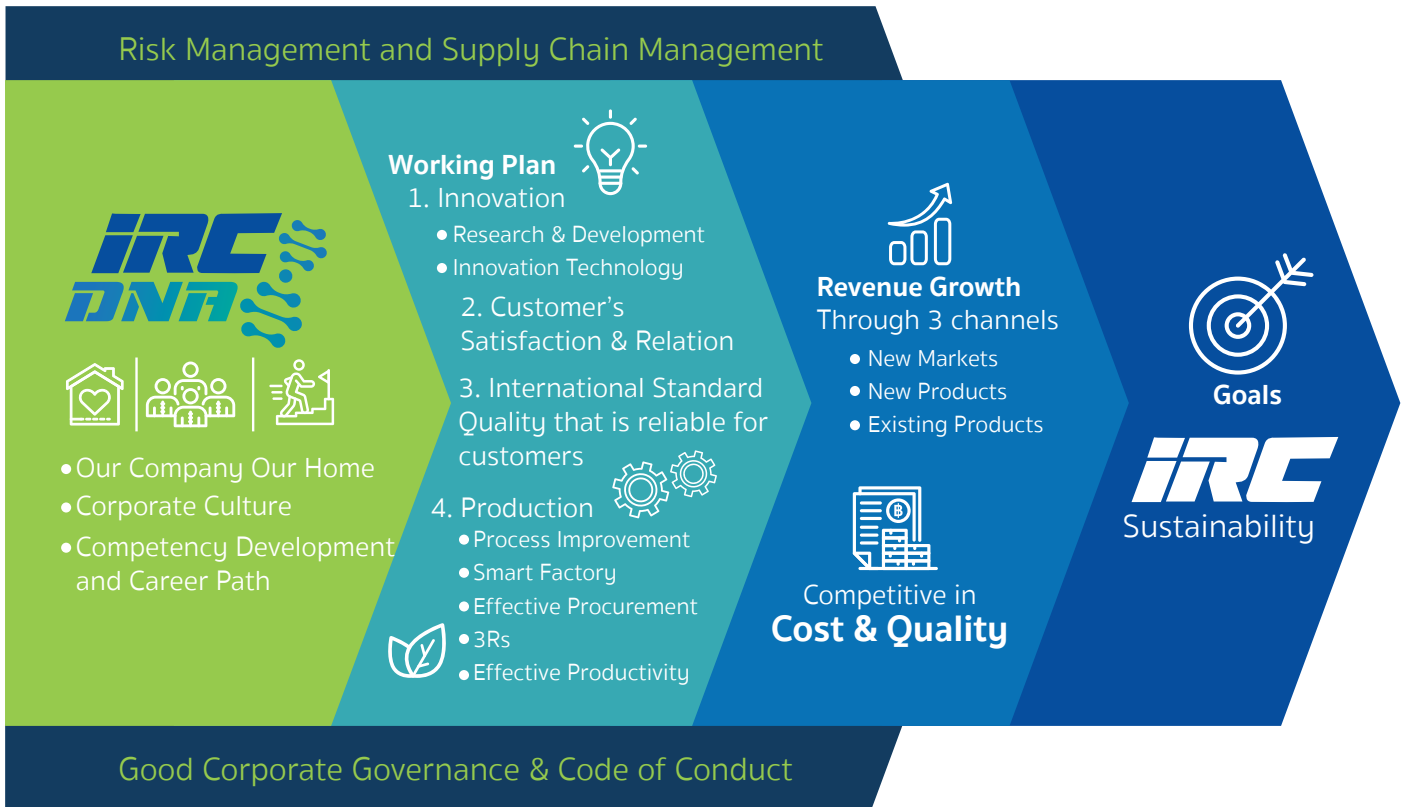 Risk Management and Supply Chain Management
IRC
DNA
• Our Company Our Home
• Corporate Culture
• Competency Development
and Career Path
Working Plan
1. Innovation
• Research & Development
• Innovation Technology
2. Customer's
Satisfaction & Relation
3. International Standard
Quality that is reliable for
customers
4. Production
• Process Improvement
• Smart Factory
• Effective Procurement
• 3Rs
• Effective Productivity
Revenue Growth
Through 3 channels
• New Markets
• New Products
• Existing Products
฿
Competitive in
Cost & Quality
Goals
IRC
Sustainability
Good Corporate Governance & Code of Conduct